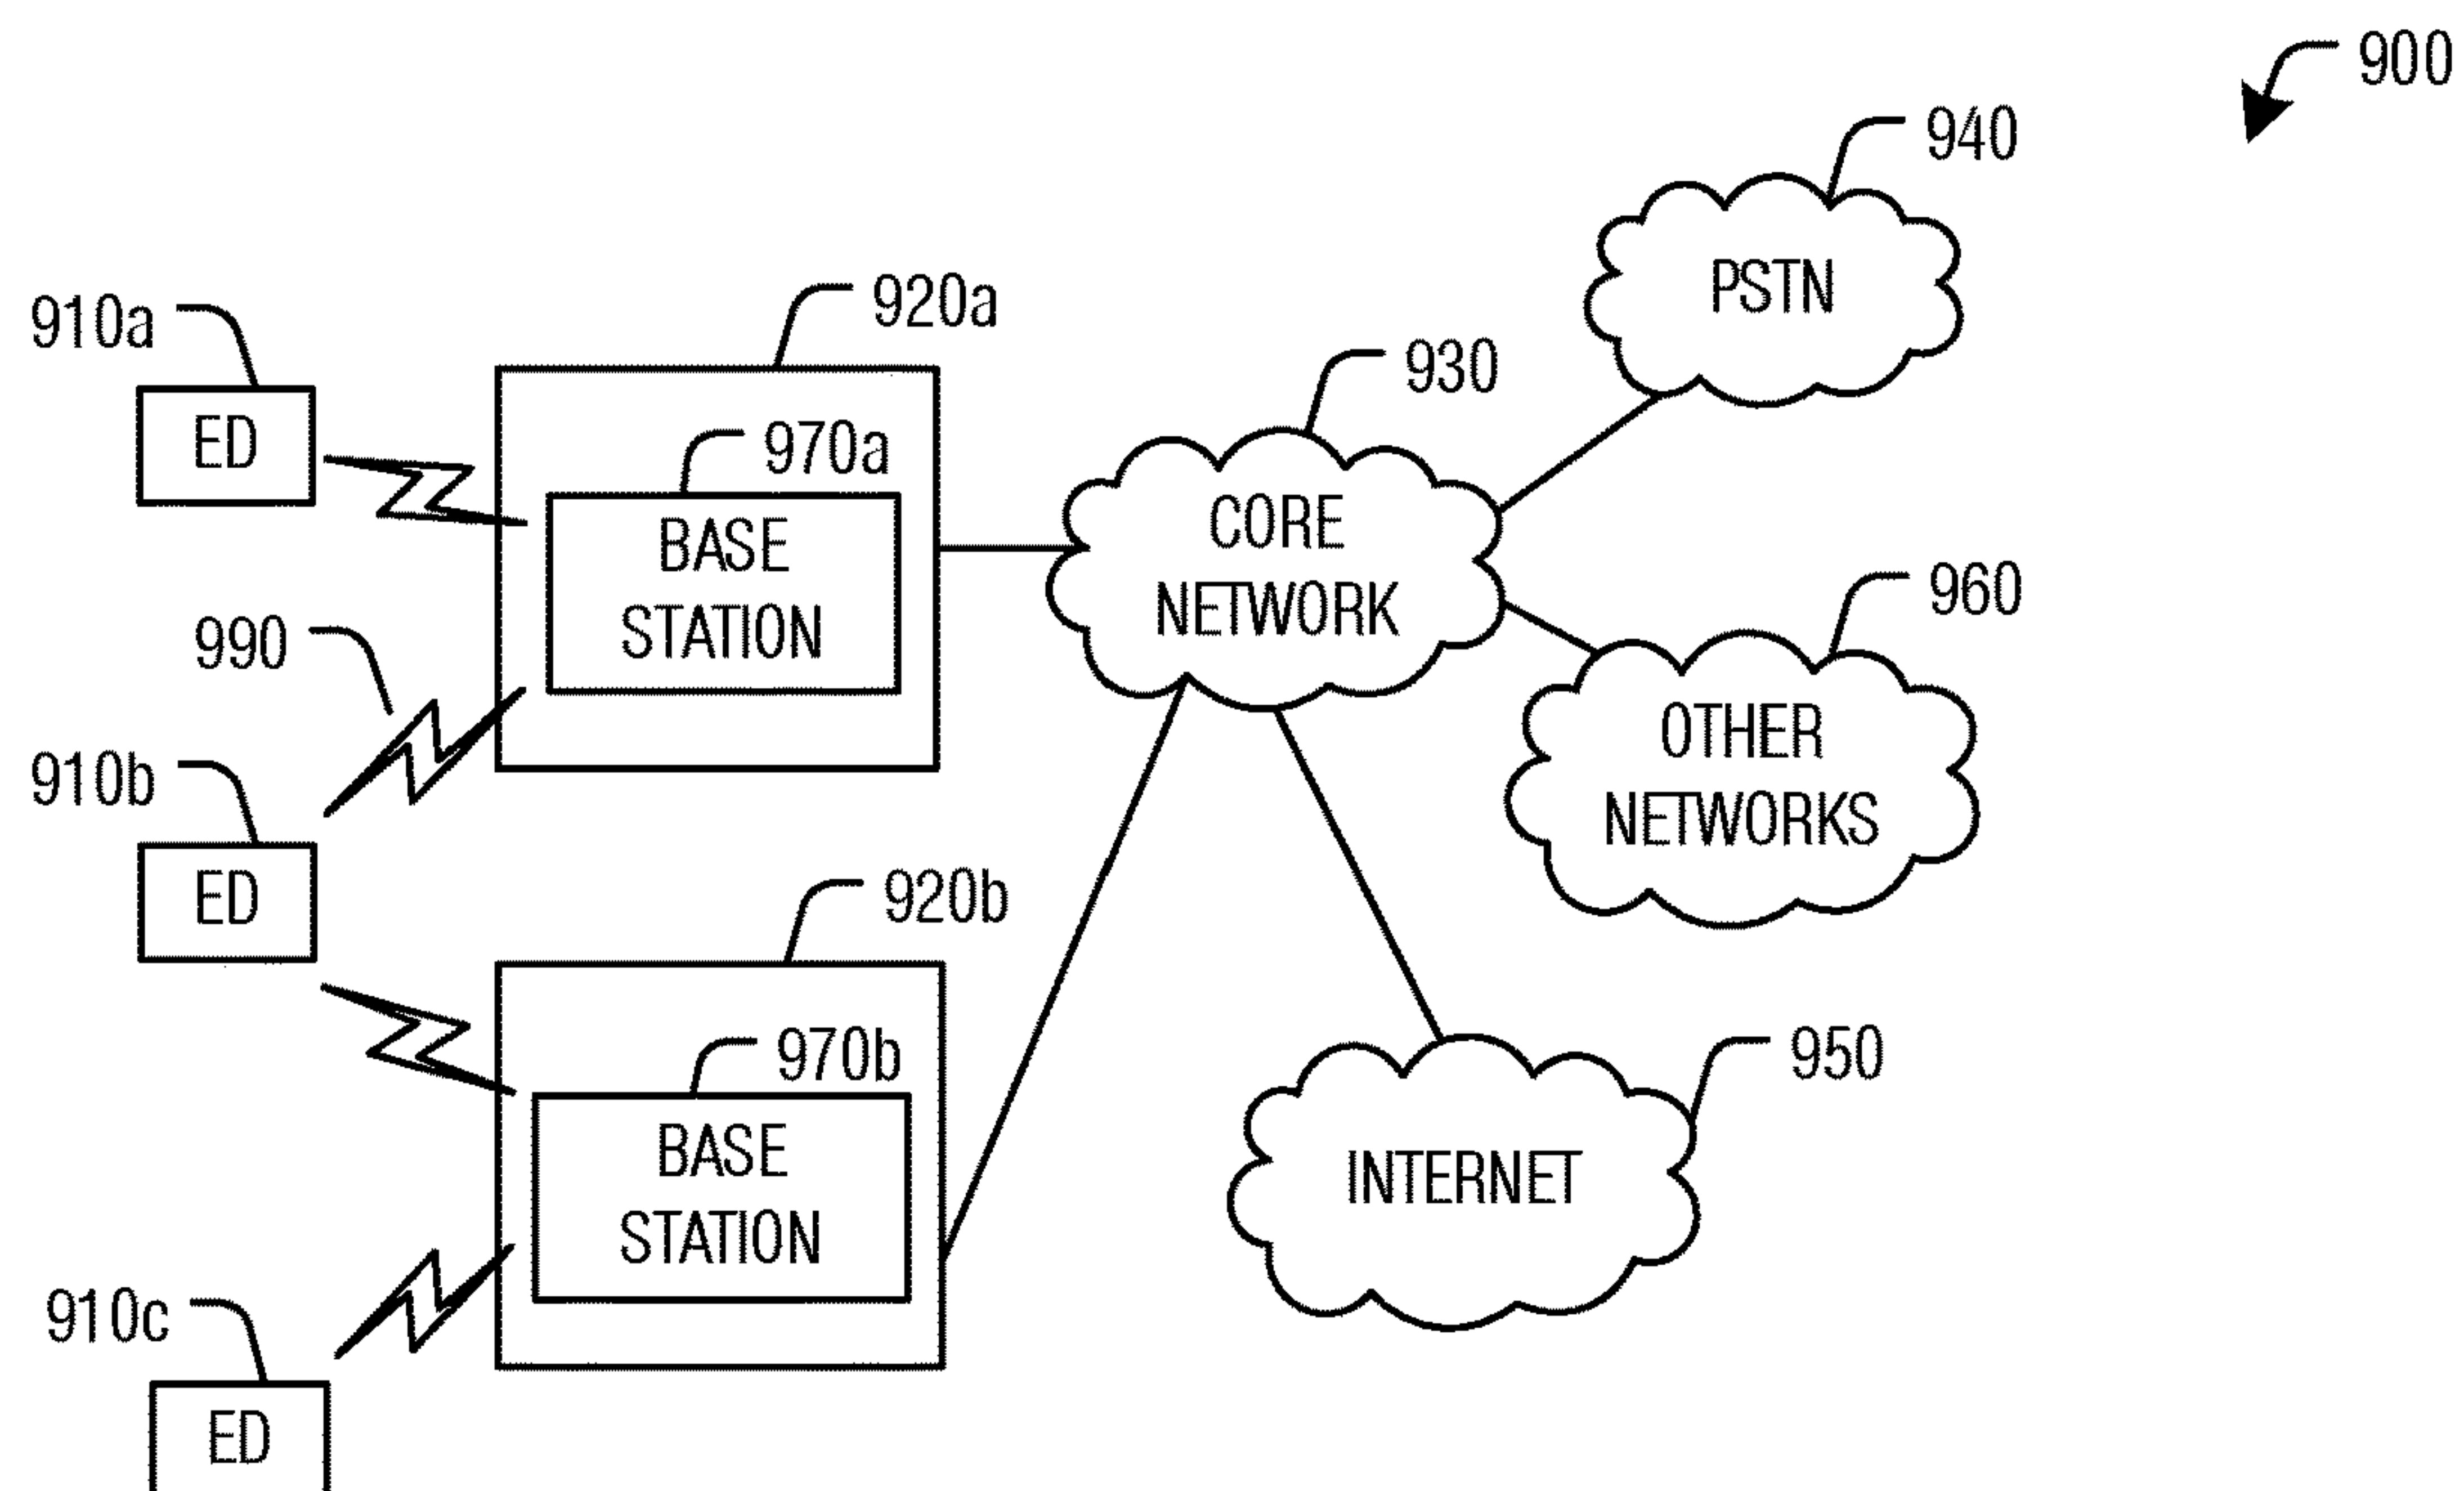 900
940
PSTN
920a
910a
930
ED
970a
CORE
NETWORK
BASE
STATION
960
990
OTHER
NETWORKS
910b
ED
920b
970b
950
BASE
STATION
INTERNET
910c
ED